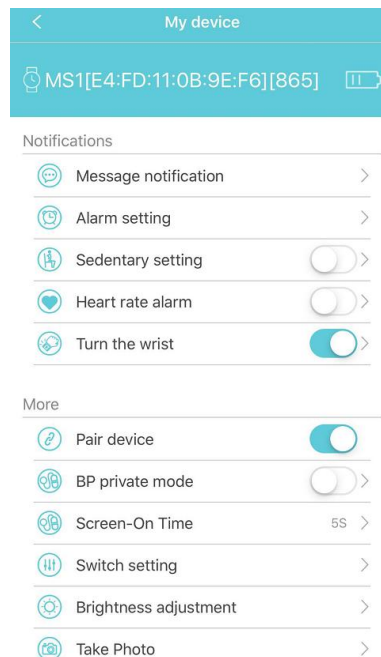 My device
MS1[E4:FD:11:0B:9E:F6][865]
Notifications
Message notification
Alarm setting
Sedentary setting
Heart rate alarm
Turn the wrist
More
Pair device
BP private mode
Screen-On Time 5S
Switch setting
Brightness adjustment
Take Photo